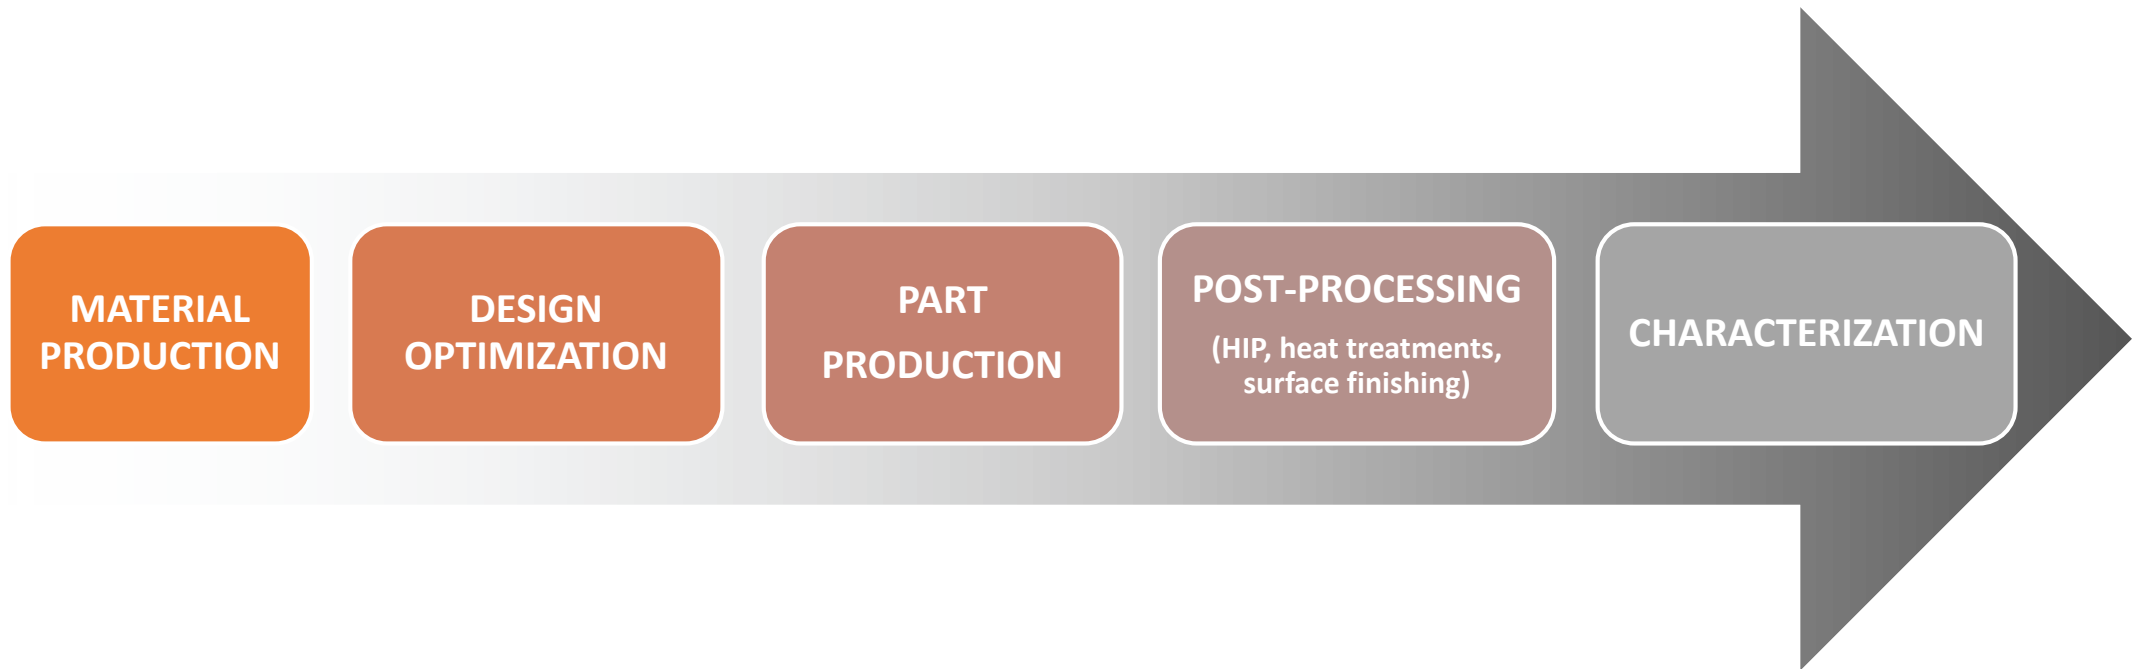 MATERIAL
PRODUCTION
DESIGN
OPTIMIZATION
PART
PRODUCTION
POST-PROCESSING
(HIP, heat treatments,
surface finishing)
CHARACTERIZATION